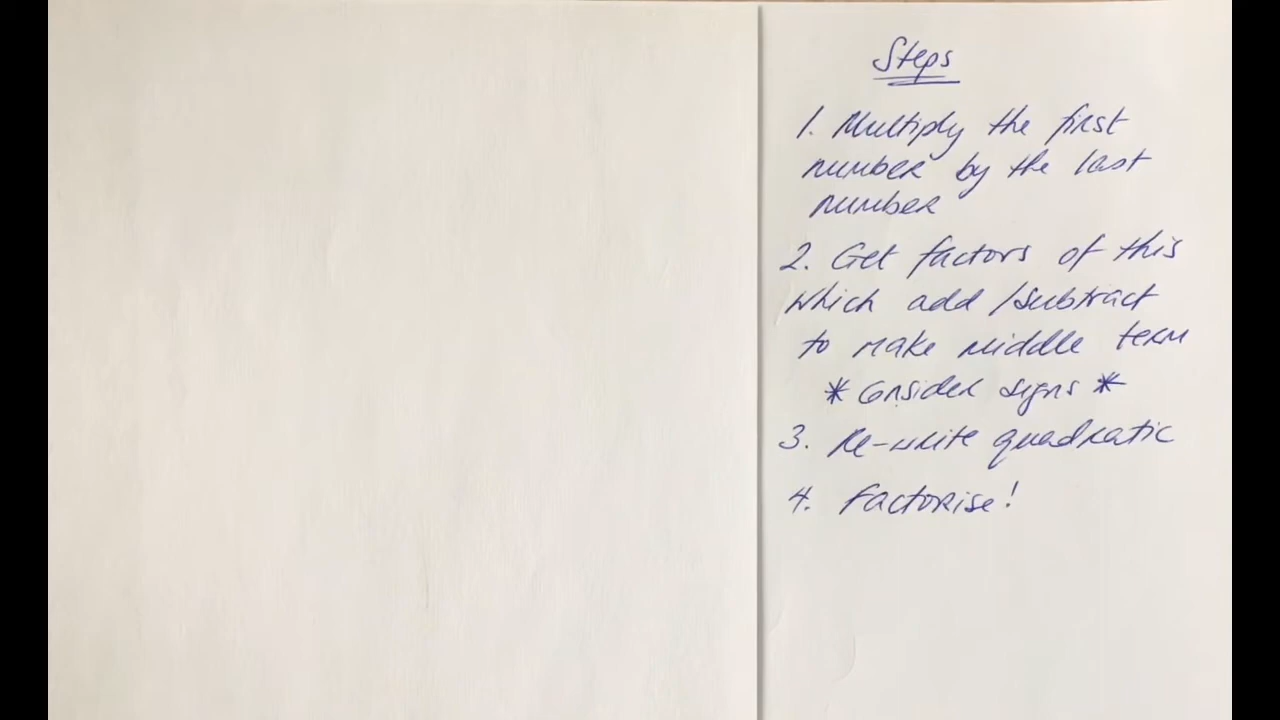 Steps
1. Multiply the first
number by the last
number
2. Get factors of this
which add /subtract
to make middle term
* Consider signs *
3. Re-write quadratic
4. Factorise!